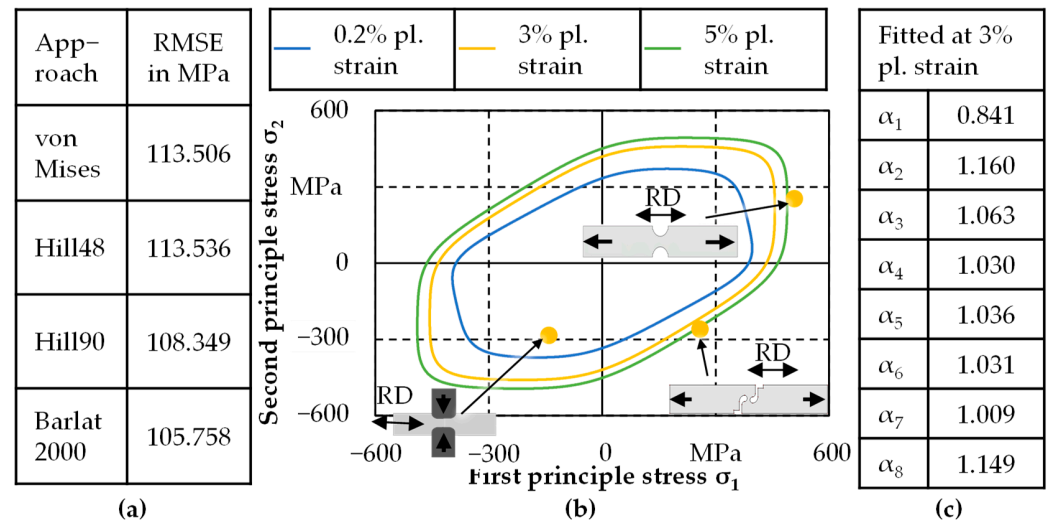 App–
roach
RMSE
in MPa
von
Mises
113.506
Hill48
113.536
Hill90
108.349
Barlat
2000
105.758
(a)
0.2% pl.
strain
3% pl.
strain
5% pl.
strain
Second principle stress σ₂
600
MPa
300
0
−300
−600
RD
RD
RD
−600
−300
0
MPa
600
First principle stress σ₁
(b)
Fitted at 3%
pl. strain
α₁ 0.841
α₂ 1.160
α₃ 1.063
α₄ 1.030
α₅ 1.036
α₆ 1.031
α₇ 1.009
α₈ 1.149
(c)